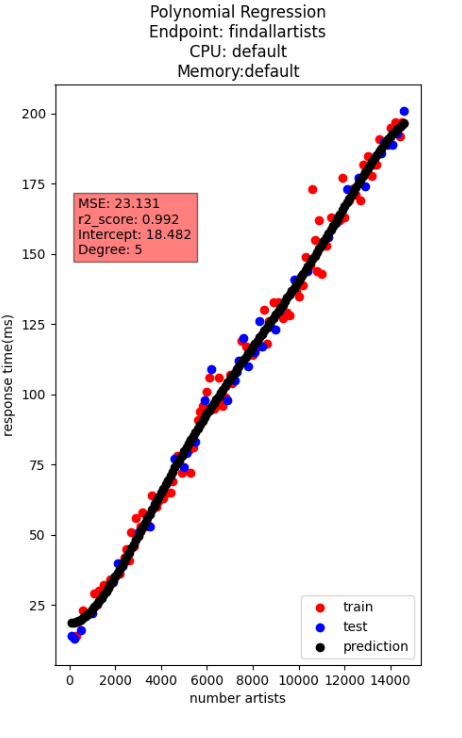 Polynomial Regression
Endpoint: findallartists
CPU: default
Memory:default
200
175
150
125
100
75
50
25
response time(ms)
MSE: 23.131
r2_score: 0.992
Intercept: 18.482
Degree: 5
train
test
prediction
0 2000 4000 6000 8000 10000 12000 14000
number artists